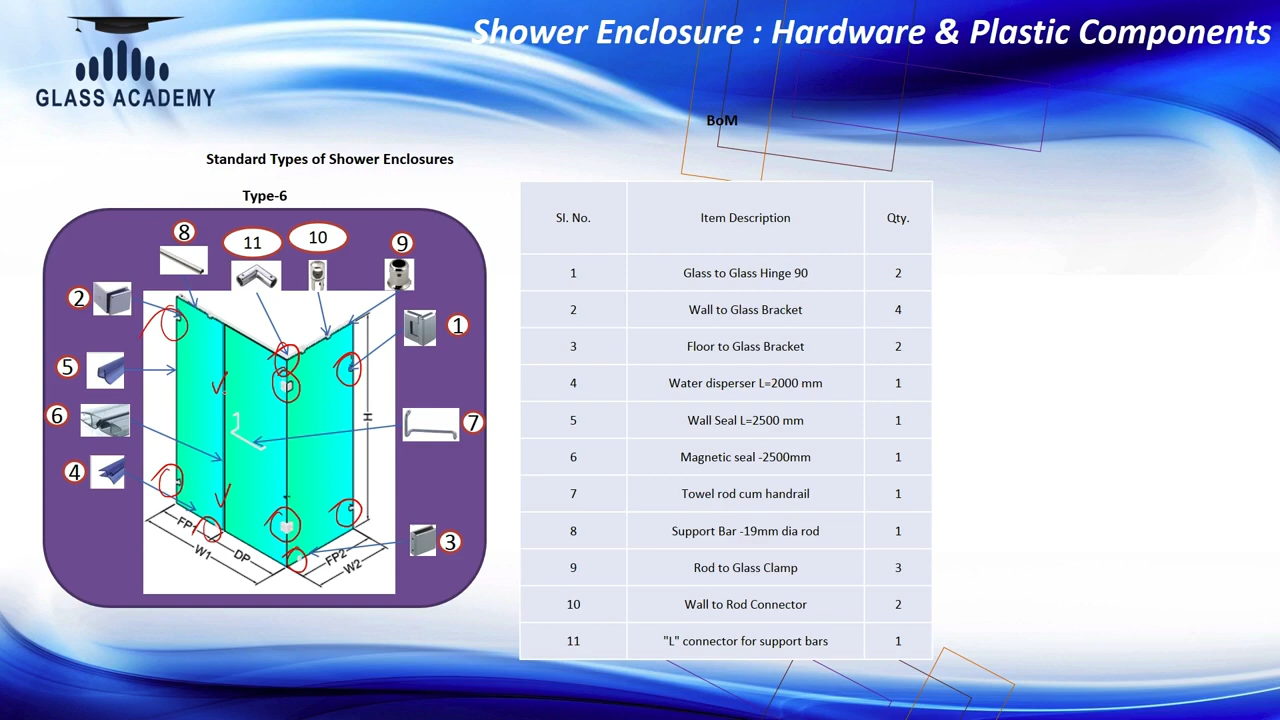 Shower Enclosure : Hardware & Plastic Components
GLASS ACADEMY
BoM
Standard Types of Shower Enclosures
Type-6
8
11
10
9
2
1
5
6
7
4
3
H
FP1
W1
DP
FP2
W2
SI. No. Item Description Qty.
1 Glass to Glass Hinge 90 2
2 Wall to Glass Bracket 4
3 Floor to Glass Bracket 2
4 Water disperser L=2000 mm 1
5 Wall Seal L=2500 mm 1
6 Magnetic seal -2500mm 1
7 Towel rod cum handrail 1
8 Support Bar -19mm dia rod 1
9 Rod to Glass Clamp 3
10 Wall to Rod Connector 2
11 "L" connector for support bars 1